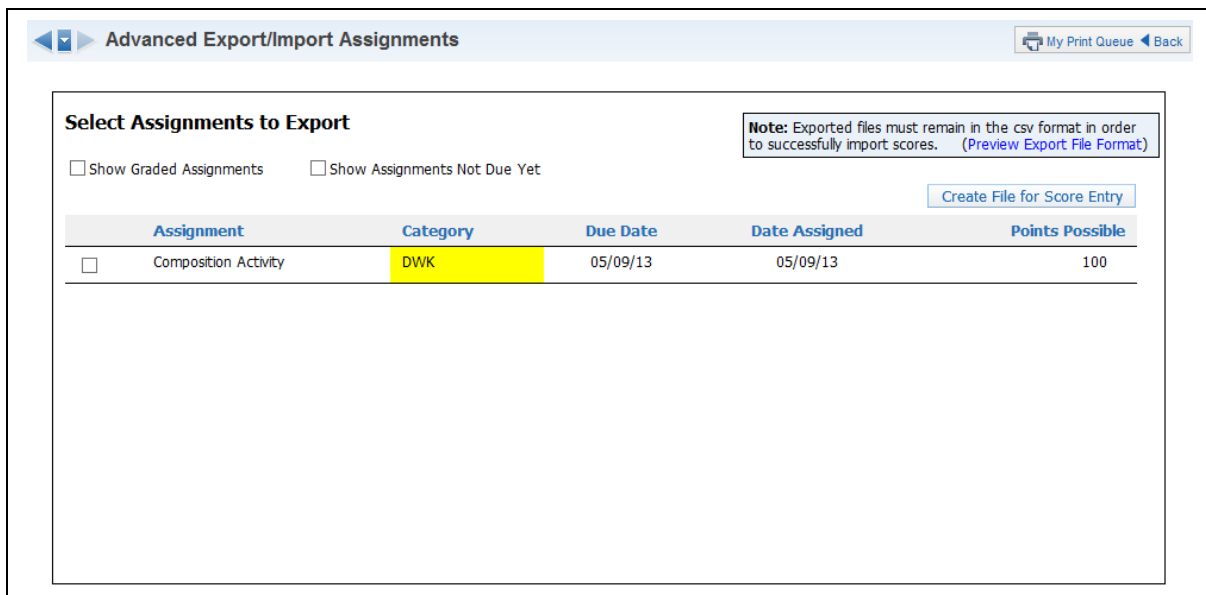 Advanced Export/Import Assignments
My Print Queue Back
Select Assignments to Export
Note: Exported files must remain in the csv format in order
to successfully import scores. (Preview Export File Format)
Show Graded Assignments Show Assignments Not Due Yet
Create File for Score Entry
Assignment Category Due Date Date Assigned Points Possible
Composition Activity DWK 05/09/13 05/09/13 100